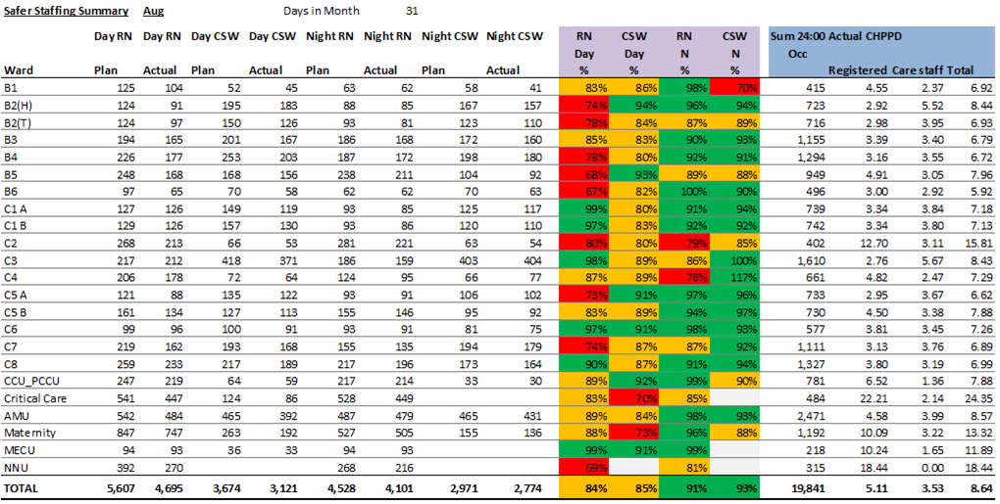 Safer Staffing Summary Aug Days in Month 31
Day RN Day RN Day CSW Day CSW Night RN Night RN Night CSW Night CSW RN CSW RN CSW Sum 24:00 Actual CHPPD
Day Day N N Occ
Ward Plan Actual Plan Actual Plan Actual Plan Actual % % % % Registered Care staff Total
B1 125 104 52 45 63 62 58 41 83% 86% 98% 70% 415 4.55 2.37 6.92
B2(H) 124 91 195 183 88 85 167 157 74% 94% 96% 94% 723 2.92 5.52 8.44
B2(T) 124 97 150 126 93 81 123 110 78% 84% 87% 89% 716 2.98 3.95 6.93
B3 194 165 201 167 186 168 172 160 85% 83% 90% 93% 1,155 3.39 3.40 6.79
B4 226 177 253 203 187 172 198 180 78% 80% 92% 91% 1,294 3.16 3.55 6.72
B5 248 168 168 156 238 211 104 92 68% 93% 89% 88% 949 4.91 3.05 7.96
B6 97 65 70 58 62 62 70 63 67% 82% 100% 90% 496 3.00 2.92 5.92
C1 A 127 126 149 119 93 85 125 117 99% 80% 91% 94% 739 3.34 3.84 7.18
C1 B 129 126 157 130 93 86 120 110 97% 83% 92% 92% 742 3.34 3.80 7.13
C2 268 213 66 53 281 221 63 54 80% 80% 79% 85% 402 12.70 3.11 15.81
C3 217 212 418 371 186 159 403 404 98% 89% 86% 100% 1,610 2.76 5.67 8.43
C4 206 178 72 64 124 95 66 77 87% 89% 76% 117% 661 4.82 2.47 7.29
C5 A 121 88 135 122 93 91 106 102 73% 91% 97% 96% 733 2.95 3.67 6.62
C5 B 161 134 127 113 155 146 95 92 83% 89% 94% 97% 730 4.50 3.38 7.88
C6 99 96 100 91 93 91 81 75 97% 91% 98% 93% 577 3.81 3.45 7.26
C7 219 162 193 168 155 135 194 179 74% 87% 87% 92% 1,111 3.13 3.76 6.89
C8 259 233 217 189 217 196 173 164 90% 87% 91% 94% 1,327 3.80 3.19 6.99
CCU_PCCU 247 219 64 59 217 214 33 30 89% 92% 99% 90% 781 6.52 1.36 7.88
Critical Care 541 447 124 86 528 449 83% 70% 85% 484 22.21 2.14 24.35
AMU 542 484 465 392 487 479 465 431 89% 84% 98% 93% 2,471 4.58 3.99 8.57
Maternity 847 747 263 192 527 505 155 136 88% 73% 96% 88% 1,192 10.09 3.22 13.32
MECU 94 93 36 33 94 93 99% 91% 99% 218 10.24 1.65 11.89
NNU 392 270 268 216 69% 81% 315 18.44 0.00 18.44
TOTAL 5,607 4,695 3,674 3,121 4,528 4,101 2,971 2,774 84% 85% 91% 93% 19,841 5.11 3.53 8.64